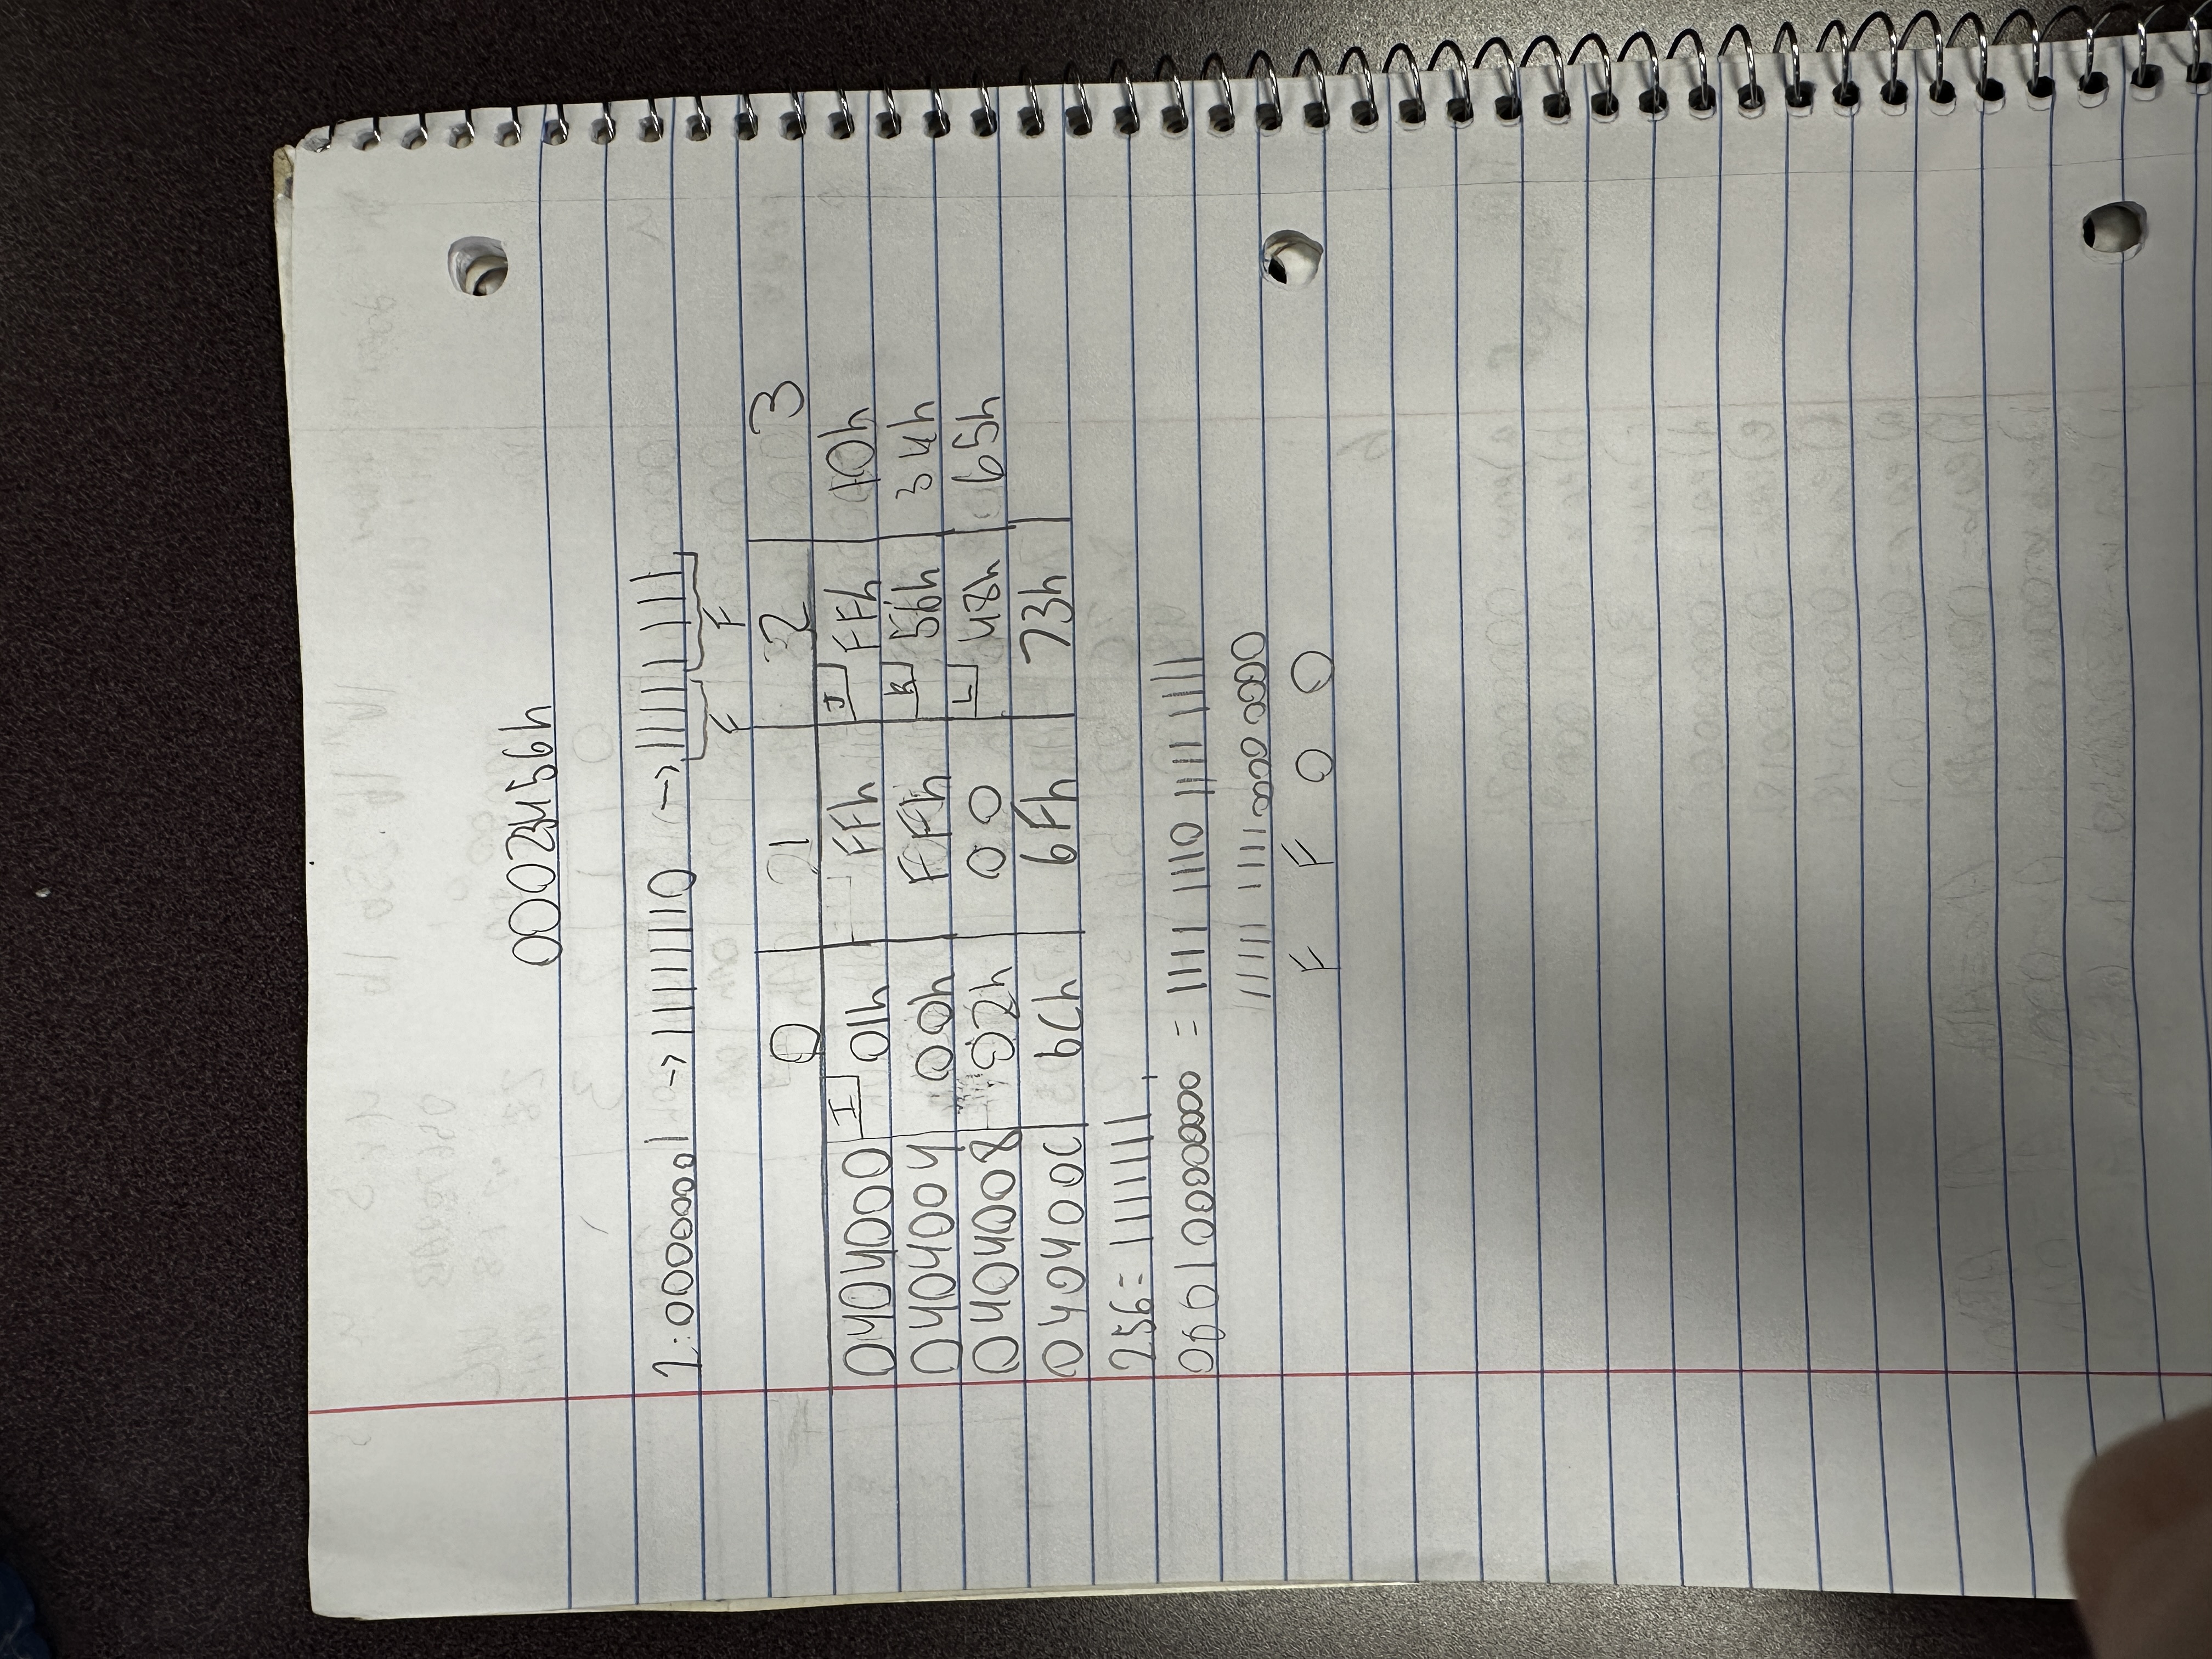 00023456h
1:00000001 → 11111110 → 11111111
F F
0 1 2 3
0404000 I 01h FFh J FFh 10h
0404004 00h FFh K 56h 34h
0404008 02h 00 L 48h 65h
040400C 6Ch 6Fh 73h
256= 1111111,
000100000000 = 1111 1110 1111 1111
11111 1111 0000 0000
F F 0 0